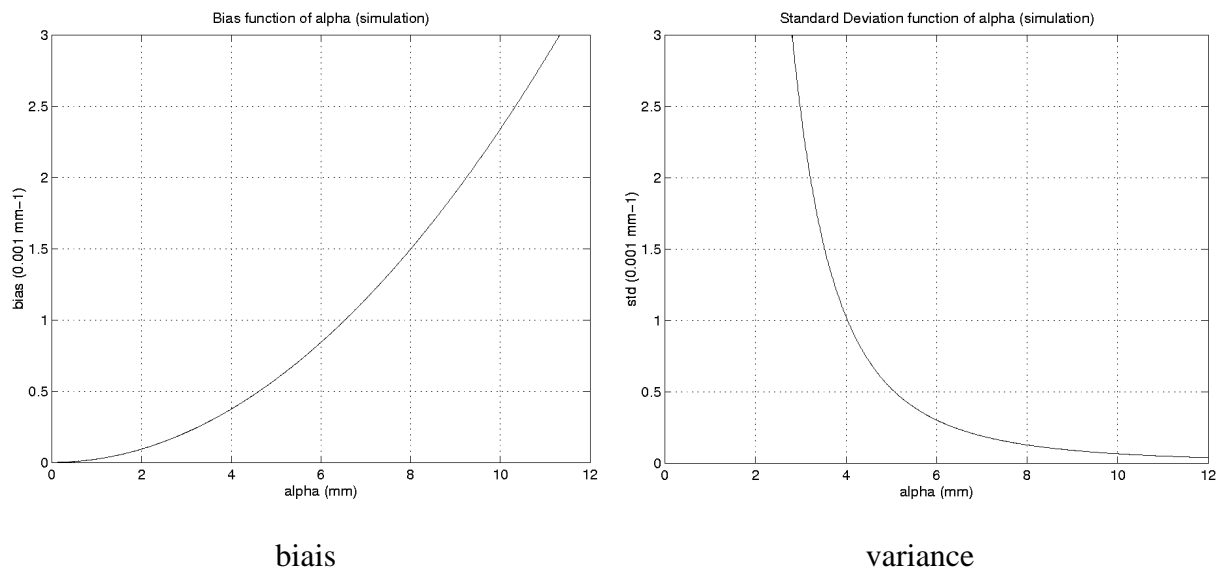 Bias function of alpha (simulation)
3
2.5
2
1.5
1
0.5
0
bias (0.001 mm−1)
0 2 4 6 8 10 12
alpha (mm)
biais
Standard Deviation function of alpha (simulation)
3
2.5
2
1.5
1
0.5
0
std (0.001 mm−1)
0 2 4 6 8 10 12
alpha (mm)
variance